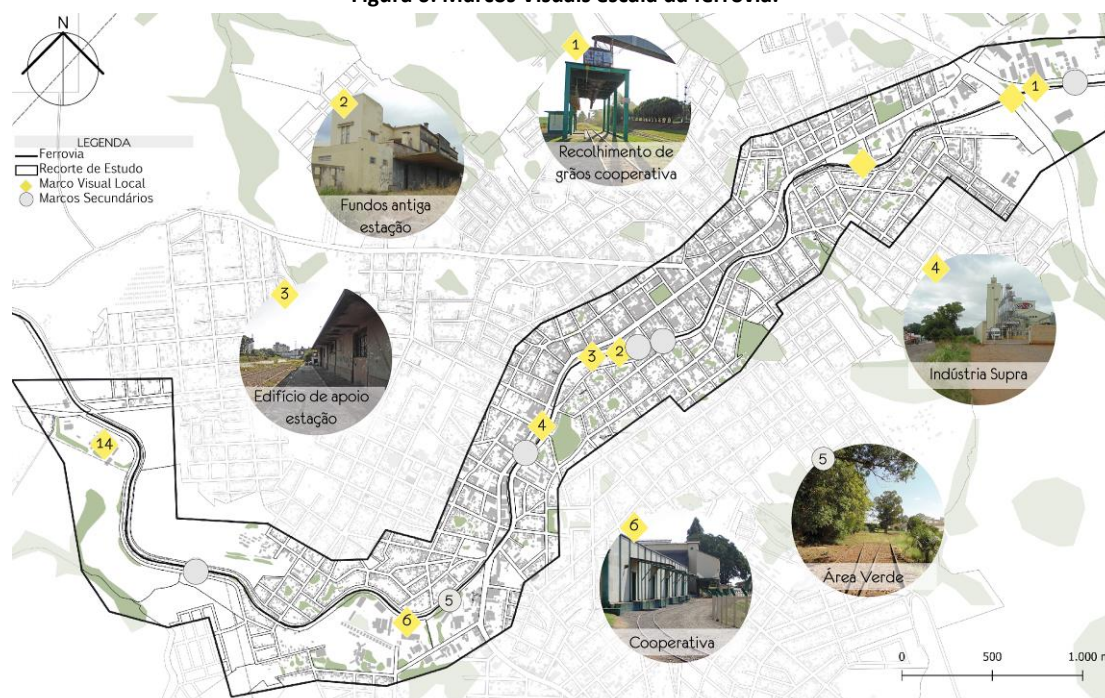 Figura 6. Marcos Visuais escala da ferrovia.
N
LEGENDA
Ferrovia
Recorte de Estudo
Marco Visual Local
Marcos Secundários
1
Recolhimento de
grãos cooperativa
2
Fundos antiga
estação
3
Edifício de apoio
estação
4
Indústria Supra
5
Área Verde
6
Cooperativa
1
3
2
4
14
5
6
0
500
1.000 m